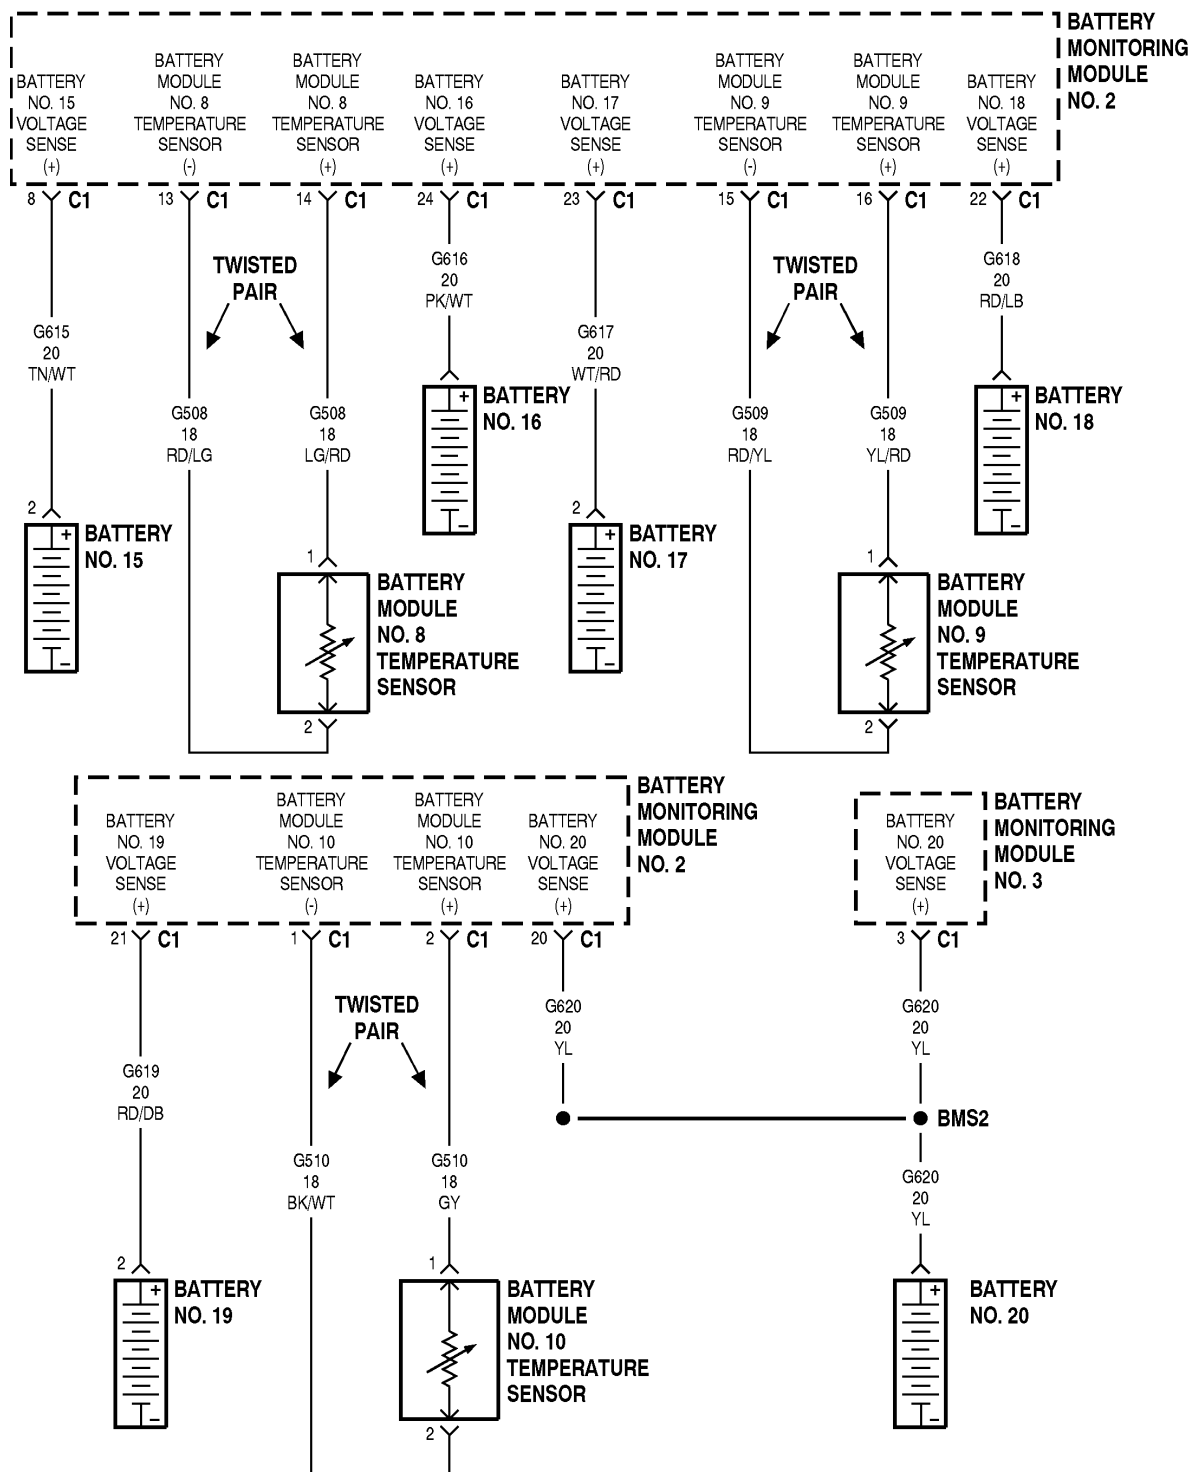 BATTERY
MONITORING
MODULE
NO. 2
BATTERY
NO. 15
VOLTAGE
SENSE
(+)
BATTERY
MODULE
NO. 8
TEMPERATURE
SENSOR
(-)
BATTERY
MODULE
NO. 8
TEMPERATURE
SENSOR
(+)
BATTERY
NO. 16
VOLTAGE
SENSE
(+)
BATTERY
NO. 17
VOLTAGE
SENSE
(+)
BATTERY
MODULE
NO. 9
TEMPERATURE
SENSOR
(-)
BATTERY
MODULE
NO. 9
TEMPERATURE
SENSOR
(+)
BATTERY
NO. 18
VOLTAGE
SENSE
(+)
8 C1
13 C1
14 C1
24 C1
23 C1
15 C1
16 C1
22 C1
TWISTED
PAIR
G616
20
PK/WT
TWISTED
PAIR
G618
20
RD/LB
G615
20
TN/WT
G617
20
WT/RD
G508
18
RD/LG
G508
18
LG/RD
+
-
BATTERY
NO. 16
G509
18
RD/YL
G509
18
YL/RD
+
-
BATTERY
NO. 18
2
+
-
BATTERY
NO. 15
2
+
-
BATTERY
NO. 17
1
BATTERY
MODULE
NO. 8
TEMPERATURE
SENSOR
2
1
BATTERY
MODULE
NO. 9
TEMPERATURE
SENSOR
2
BATTERY
MONITORING
MODULE
NO. 2
BATTERY
NO. 19
VOLTAGE
SENSE
(+)
BATTERY
MODULE
NO. 10
TEMPERATURE
SENSOR
(-)
BATTERY
MODULE
NO. 10
TEMPERATURE
SENSOR
(+)
BATTERY
NO. 20
VOLTAGE
SENSE
(+)
BATTERY
MONITORING
MODULE
NO. 3
BATTERY
NO. 20
VOLTAGE
SENSE
(+)
21 C1
1 C1
2 C1
20 C1
3 C1
TWISTED
PAIR
G620
20
YL
G620
20
YL
G619
20
RD/DB
BMS2
G510
18
BK/WT
G510
18
GY
G620
20
YL
2
+
-
BATTERY
NO. 19
1
BATTERY
MODULE
NO. 10
TEMPERATURE
SENSOR
2
+
-
BATTERY
NO. 20